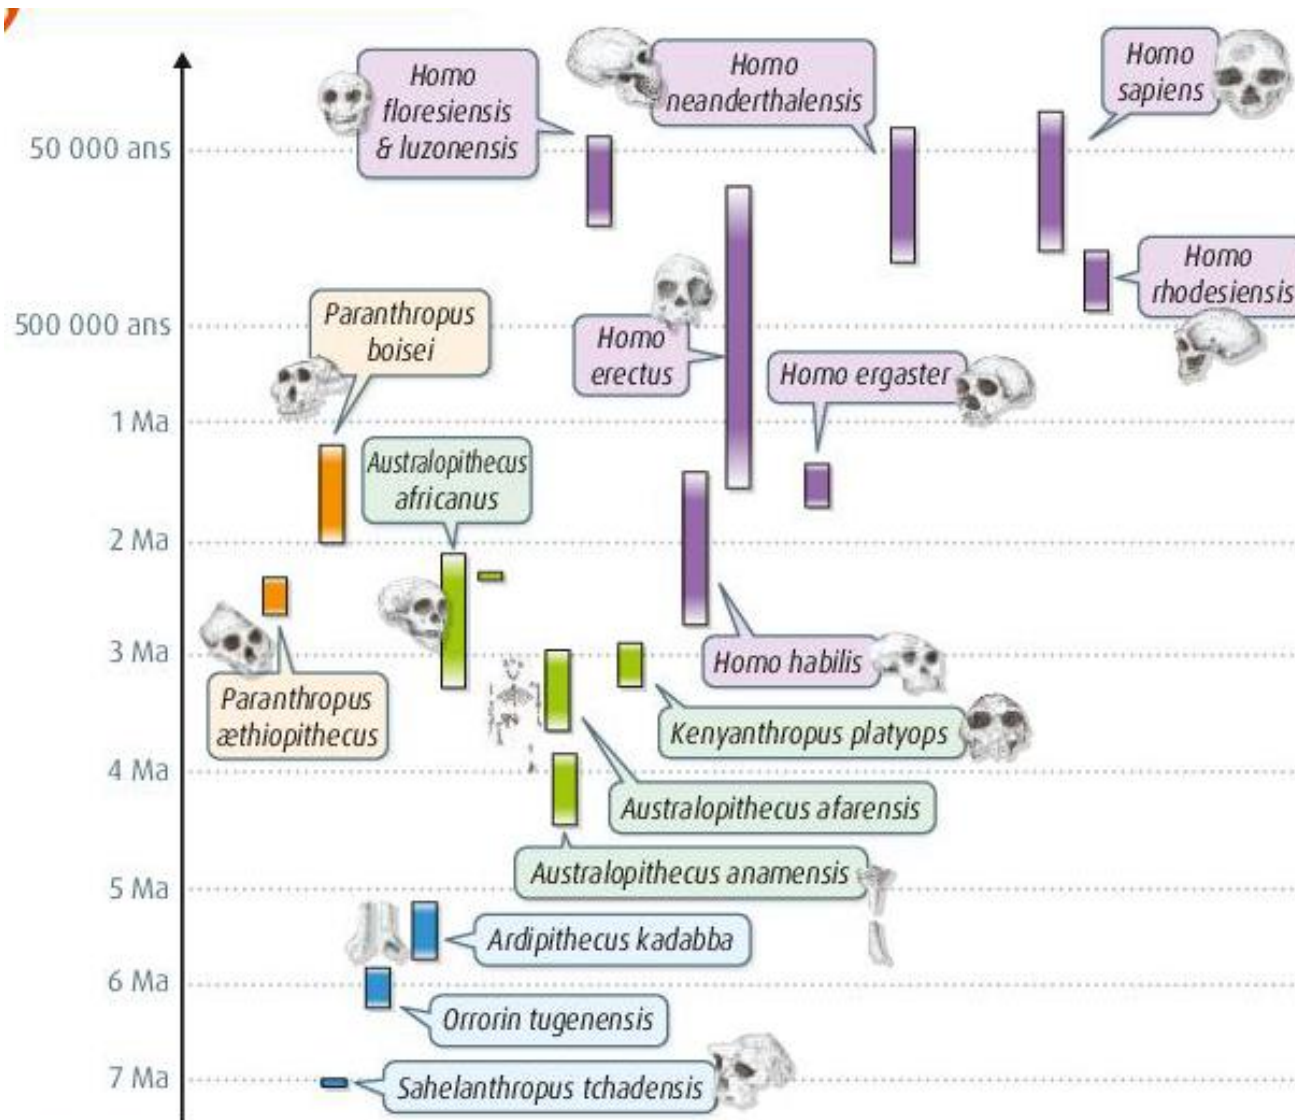 Homo
floresiensis
& luzonensis
Homo
neanderthalensis
Homo
sapiens
50 000 ans
Homo
rhodesiensis
Paranthropus
boisei
500 000 ans
Homo
erectus
Homo ergaster
1 Ma
Australopithecus
africanus
2 Ma
3 Ma
Homo habilis
Paranthropus
æthiopithecus
Kenyanthropus platyops
4 Ma
Australopithecus afarensis
Australopithecus anamensis
5 Ma
Ardipithecus kadabba
6 Ma
Orrorin tugenensis
7 Ma
Sahelanthropus tchadensis